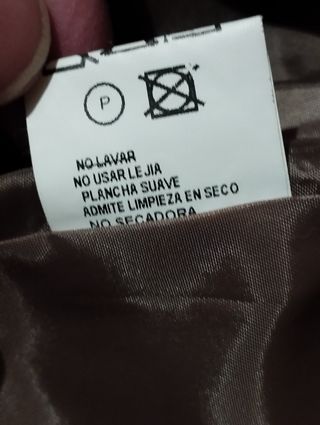 P
NO LAVAR
NO USAR LEJIA
PLANCHA SUAVE
ADMITE LIMPIEZA EN SECO
NO SECADORA